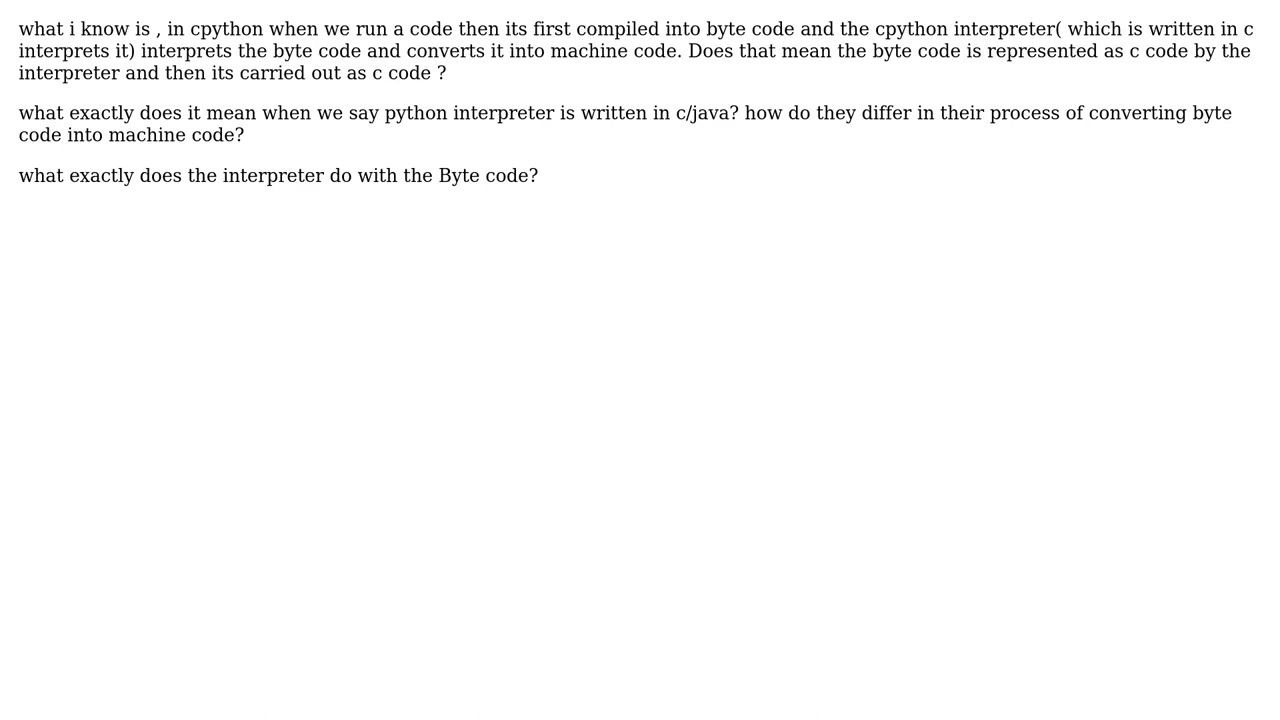 what i know is , in cpython when we run a code then its first compiled into byte code and the cpython interpreter( which is written in c
interprets it) interprets the byte code and converts it into machine code. Does that mean the byte code is represented as c code by the
interpreter and then its carried out as c code ?
what exactly does it mean when we say python interpreter is written in c/java? how do they differ in their process of converting byte
code into machine code?
what exactly does the interpreter do with the Byte code?